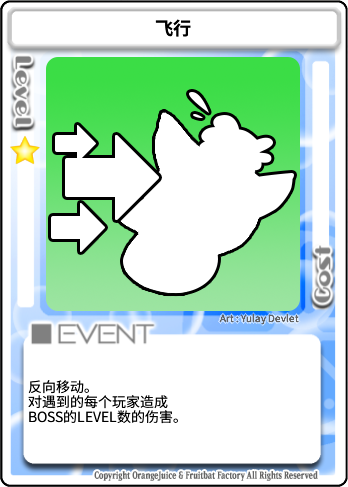 飞行
Level
Cost
Art : Yulay Devlet
EVENT
反向移动。
对遇到的每个玩家造成
BOSS的LEVEL数的伤害。
Copyright OrangeJuice & Fruitbat Factory All Rights Reserved